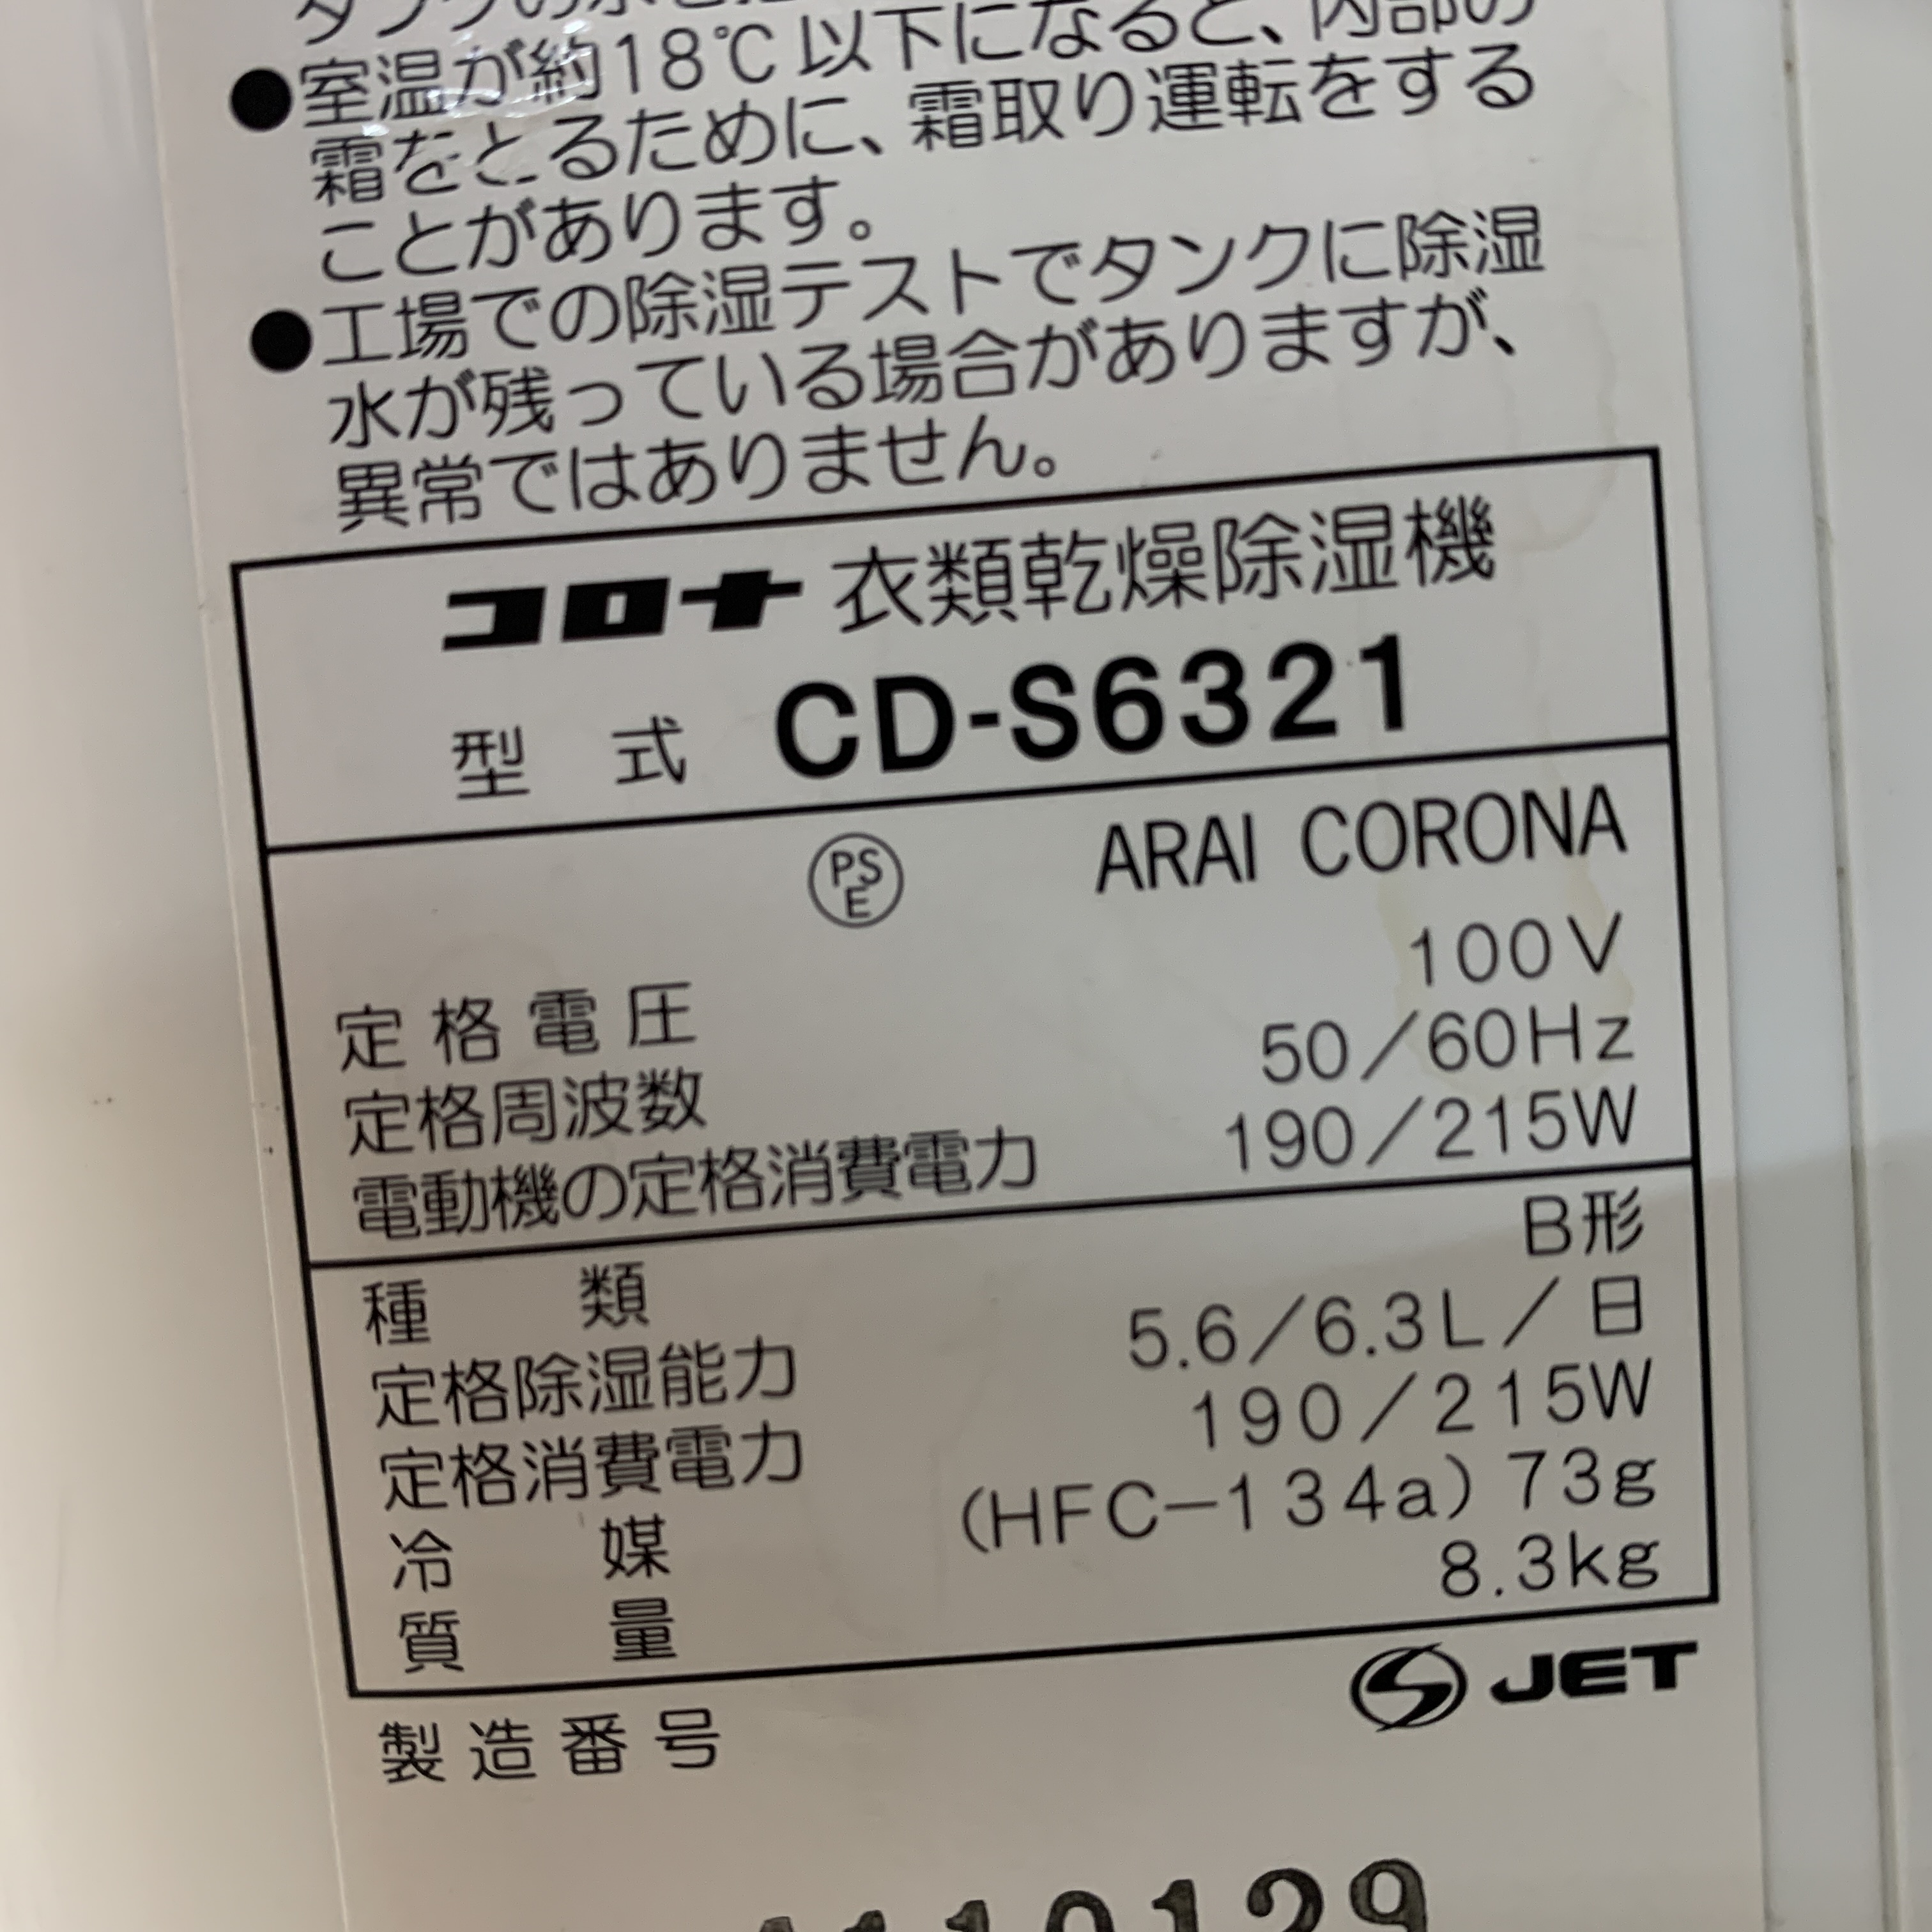 タンクの水を
●室温が約18℃以下になると、内部の
霜をとるために、霜取り運転をする
ことがあります。
●工場での除湿テストでタンクに除湿
水が残っている場合がありますが、
異常ではありません。
コロナ 衣類乾燥除湿機
型式 CD-S6321
PSE ARAI CORONA
定格電圧 100V
定格周波数 50/60Hz
電動機の定格消費電力 190/215W
種類 B形
定格除湿能力 5.6/6.3L/日
定格消費電力 190/215W
冷媒 (HFC-134a) 73g
質量 8.3kg
JET
製造番号